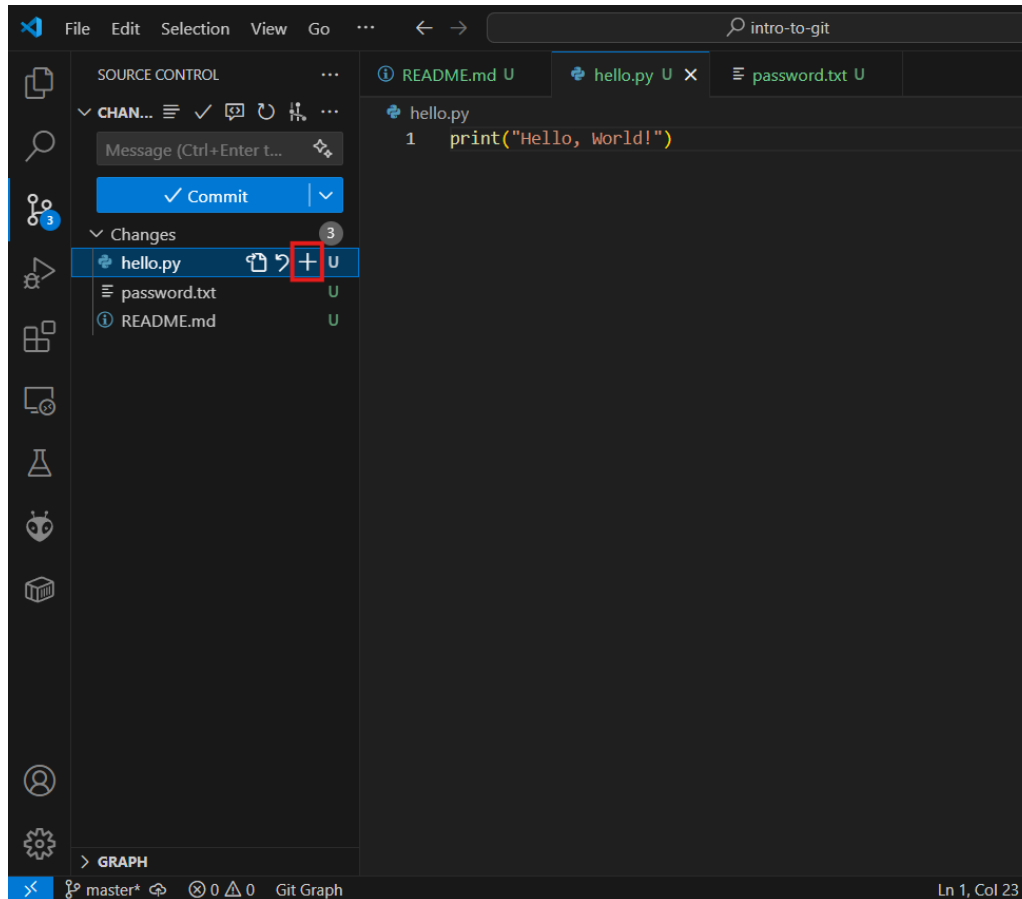 File Edit Selection View Go ··· intro-to-git
SOURCE CONTROL ···
README.md U hello.py U password.txt U
CHAN... ···
hello.py
1 print("Hello, World!")
Message (Ctrl+Enter t...
Commit
3
Changes 3
hello.py U
password.txt U
README.md U
GRAPH
master* 0 0 Git Graph Ln 1, Col 23